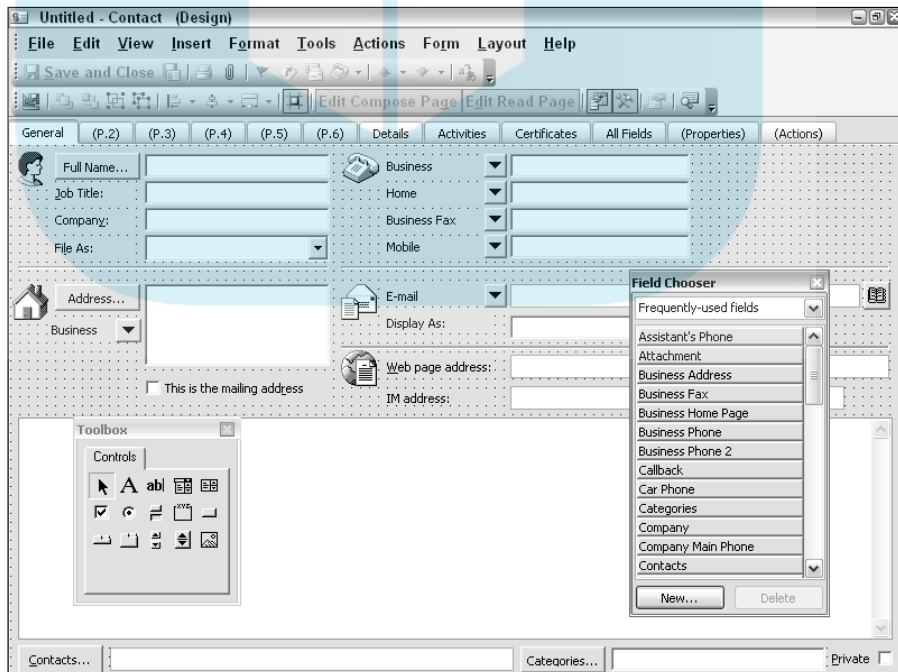 Untitled - Contact (Design)
File Edit View Insert Format Tools Actions Form Layout Help
Save and Close
Edit Compose Page Edit Read Page
General (P.2) (P.3) (P.4) (P.5) (P.6) Details Activities Certificates All Fields (Properties) (Actions)
Full Name... Business
Job Title: Home
Company: Business Fax
File As: Mobile
Address... E-mail
Business Display As:
Web page address:
This is the mailing address
IM address:
Field Chooser
Frequently-used fields
Assistant's Phone
Attachment
Business Address
Business Fax
Business Home Page
Business Phone
Business Phone 2
Callback
Car Phone
Categories
Company
Company Main Phone
Contacts
New... Delete
Toolbox
Controls
A ab|
XYZ
Contacts... Categories... Private